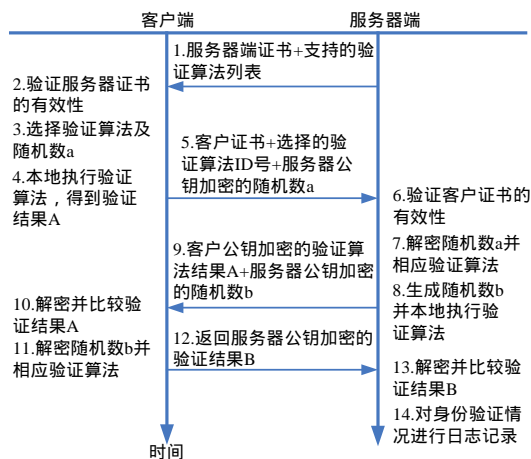 客户端
服务器端
1.服务器端证书+支持的验
证算法列表
2.验证服务器证书
的有效性
3.选择验证算法及
随机数a
4.本地执行验证
算法，得到验证
结果A
5.客户证书+选择的验
证算法ID号+服务器公
钥加密的随机数a
6.验证客户证书的
有效性
7.解密随机数a并
相应验证算法
8.生成随机数b
并本地执行验
证算法
9.客户公钥加密的验证算
法结果A+服务器公钥加密
的随机数b
10.解密并比较验
证结果A
11.解密随机数b并
相应验证算法
12.返回服务器公钥加密的
验证结果B
13.解密并比较验
证结果B
14.对身份验证情
况进行日志记录
时间